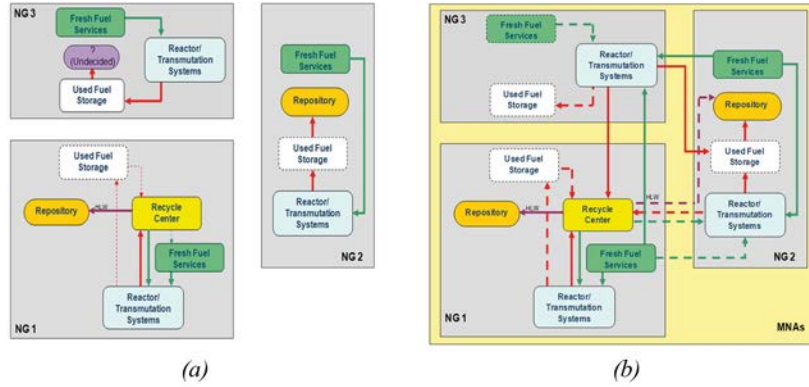 NG 3
Fresh Fuel
Services
?
(Undecided)
Reactor/
Transmutation
Systems
Used Fuel
Storage
Fresh Fuel
Services
Repository
Used Fuel
Storage
Reactor/
Transmutation
Systems
NG 2
Used Fuel
Storage
Repository
HLW
Recycle
Center
Fresh Fuel
Services
Reactor/
Transmutation
Systems
NG 1
(a)
NG 3
Fresh Fuel
Services
Reactor/
Transmutation
Systems
Used Fuel
Storage
Fresh Fuel
Services
Repository
Used Fuel
Storage
Reactor/
Transmutation
Systems
NG 2
Used Fuel
Storage
Repository
HLW
Recycle
Center
HLW
Fresh Fuel
Services
Reactor/
Transmutation
Systems
NG 1
MNAs
(b)